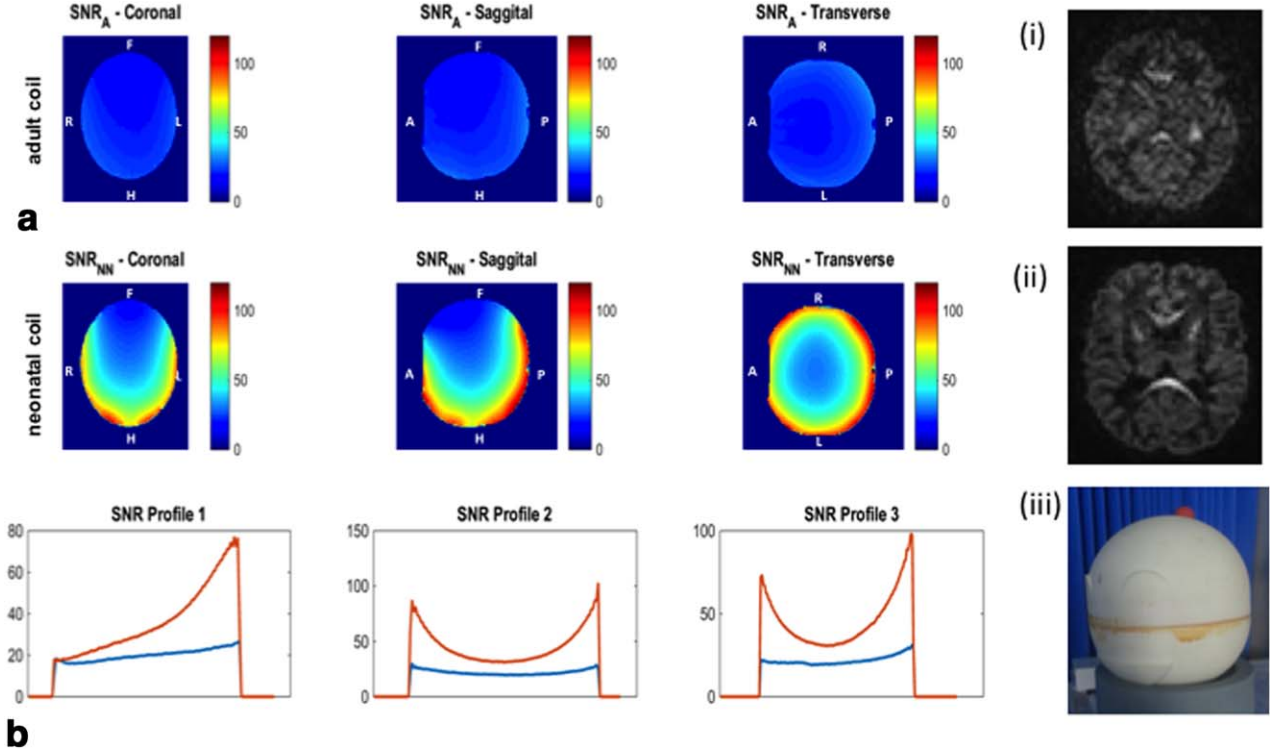 SNRA - Coronal SNRA - Saggital SNRA - Transverse (i)
F F R
100 100 100
adult coil
R L A P A P
50 50 50
0 0 0
H H L
a
SNRNN - Coronal SNRNN - Saggital SNRNN - Transverse (ii)
F F R
100 100 100
neonatal coil
R L A P A P
50 50 50
0 0 0
H H L
SNR Profile 1 SNR Profile 2 SNR Profile 3 (iii)
80 150 100
60
100
40 50
50
20
0 0 0
b